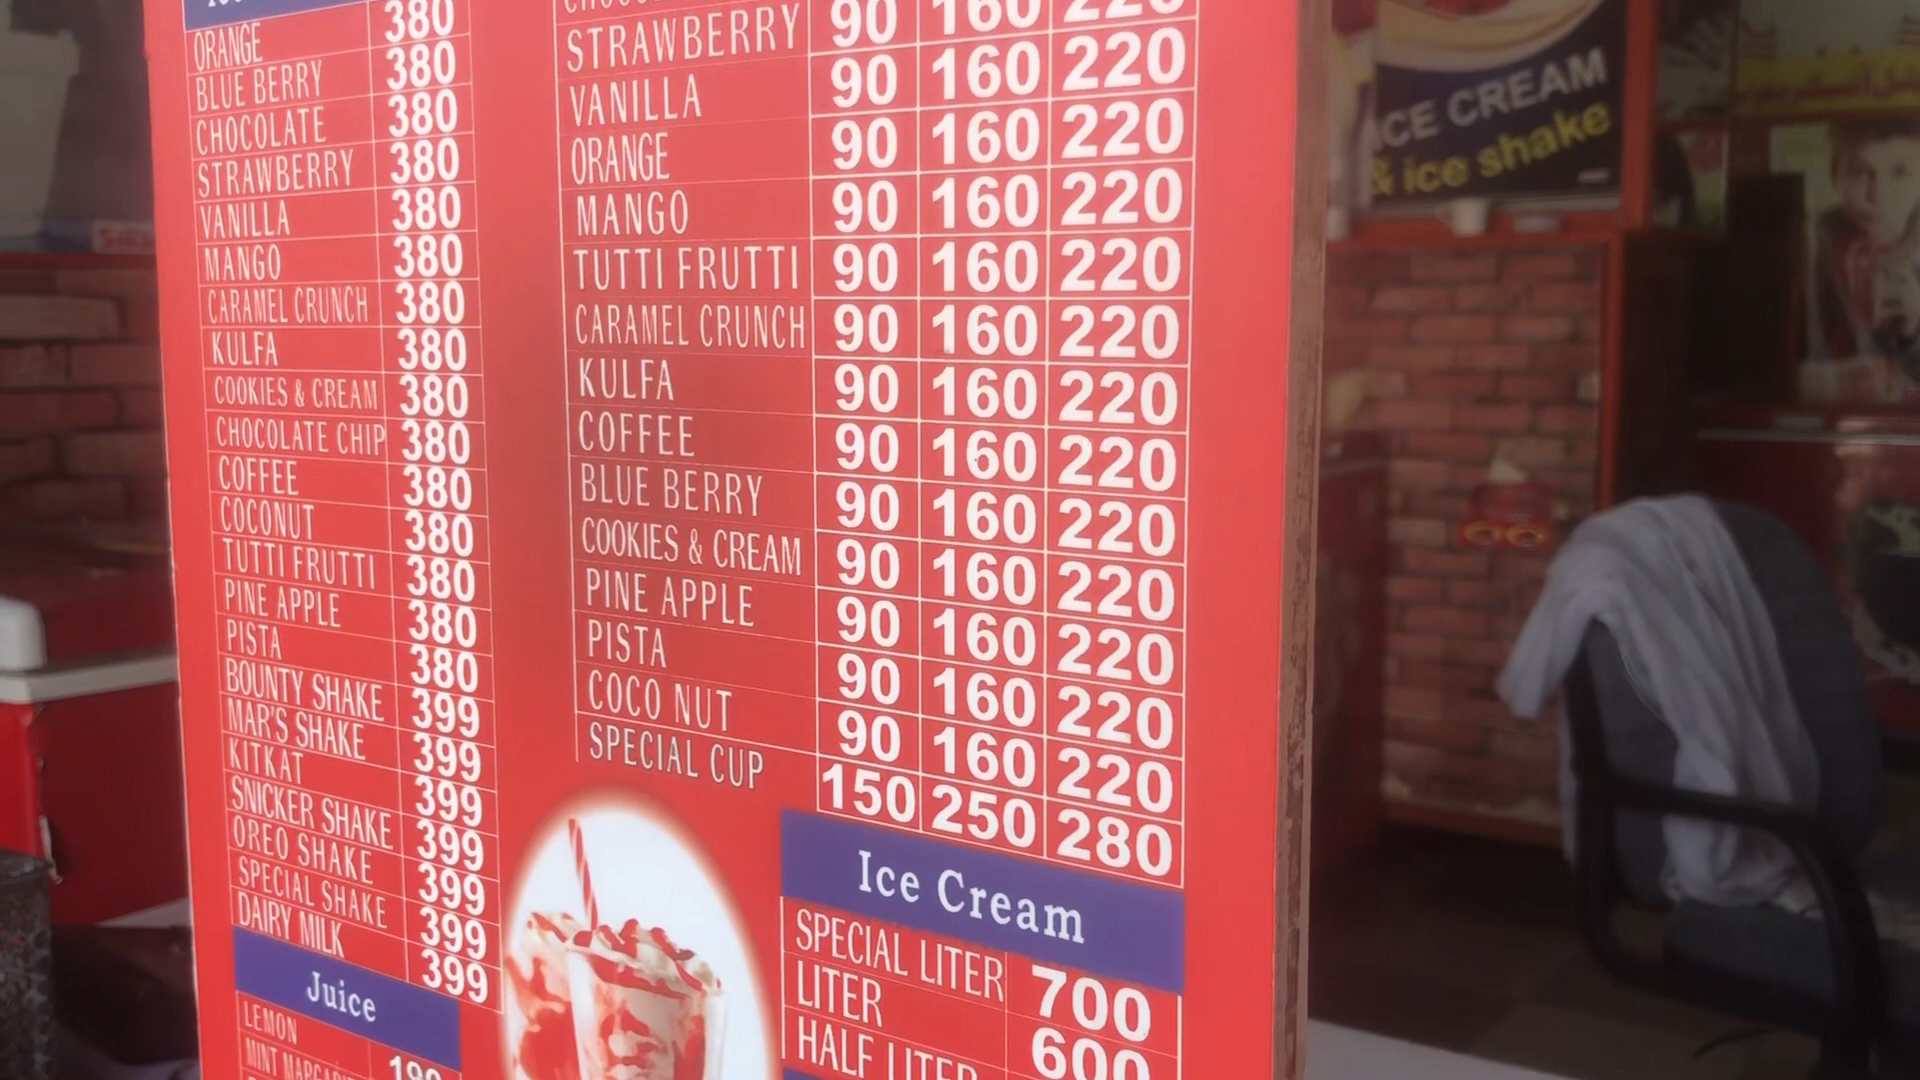 ORANGE 380
BLUE BERRY 380
CHOCOLATE 380
STRAWBERRY 380
VANILLA 380
MANGO 380
CARAMEL CRUNCH 380
KULFA 380
COOKIES & CREAM 380
CHOCOLATE CHIP 380
COFFEE 380
COCONUT 380
TUTTI FRUTTI 380
PINE APPLE 380
PISTA 380
BOUNTY SHAKE 399
MAR'S SHAKE 399
KITKAT 399
SNICKER SHAKE 399
OREO SHAKE 399
SPECIAL SHAKE 399
DAIRY MILK 399
Juice
LEMON
MINT
STRAWBERRY 90 160 220
VANILLA 90 160 220
ORANGE 90 160 220
MANGO 90 160 220
TUTTI FRUTTI 90 160 220
CARAMEL CRUNCH 90 160 220
KULFA 90 160 220
COFFEE 90 160 220
BLUE BERRY 90 160 220
COOKIES & CREAM 90 160 220
PINE APPLE 90 160 220
PISTA 90 160 220
COCO NUT 90 160 220
SPECIAL CUP 150 250 280
Ice Cream
SPECIAL LITER 700
LITER 600
HALF LITER
ICE CREAM
& ice shake